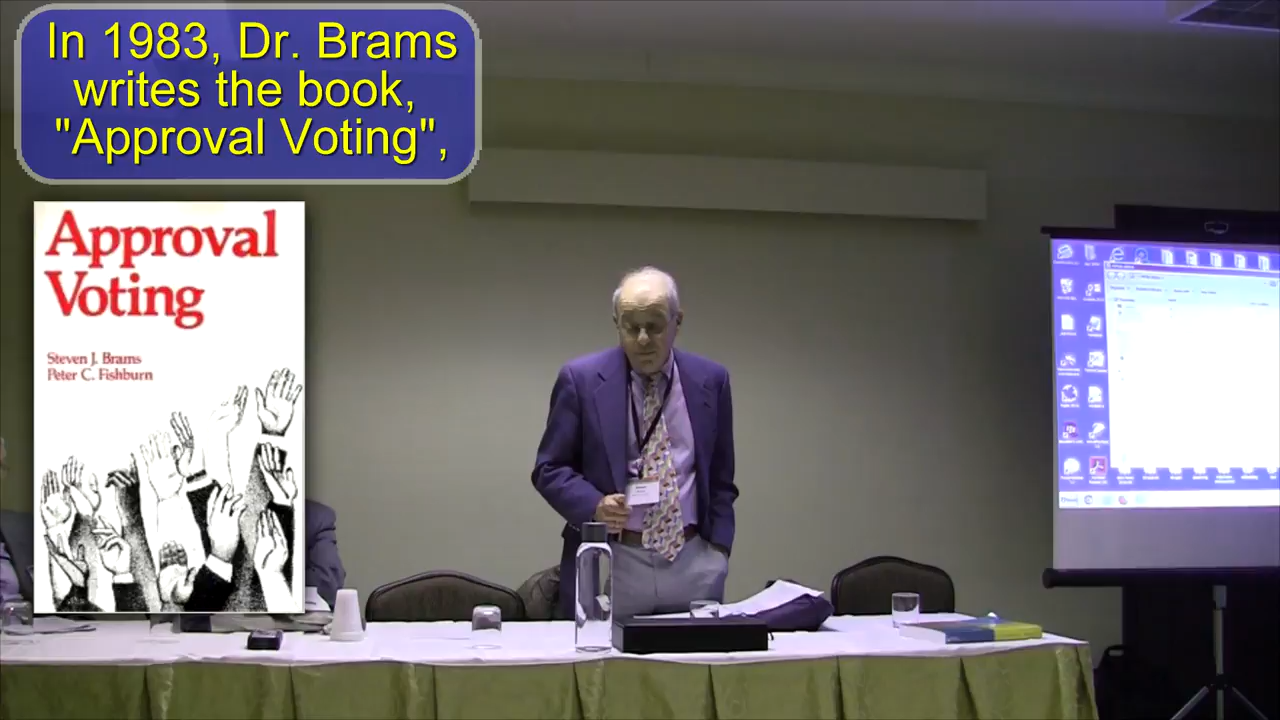 In 1983, Dr. Brams
writes the book,
"Approval Voting",
Approval
Voting
Steven J. Brams
Peter C. Fishburn